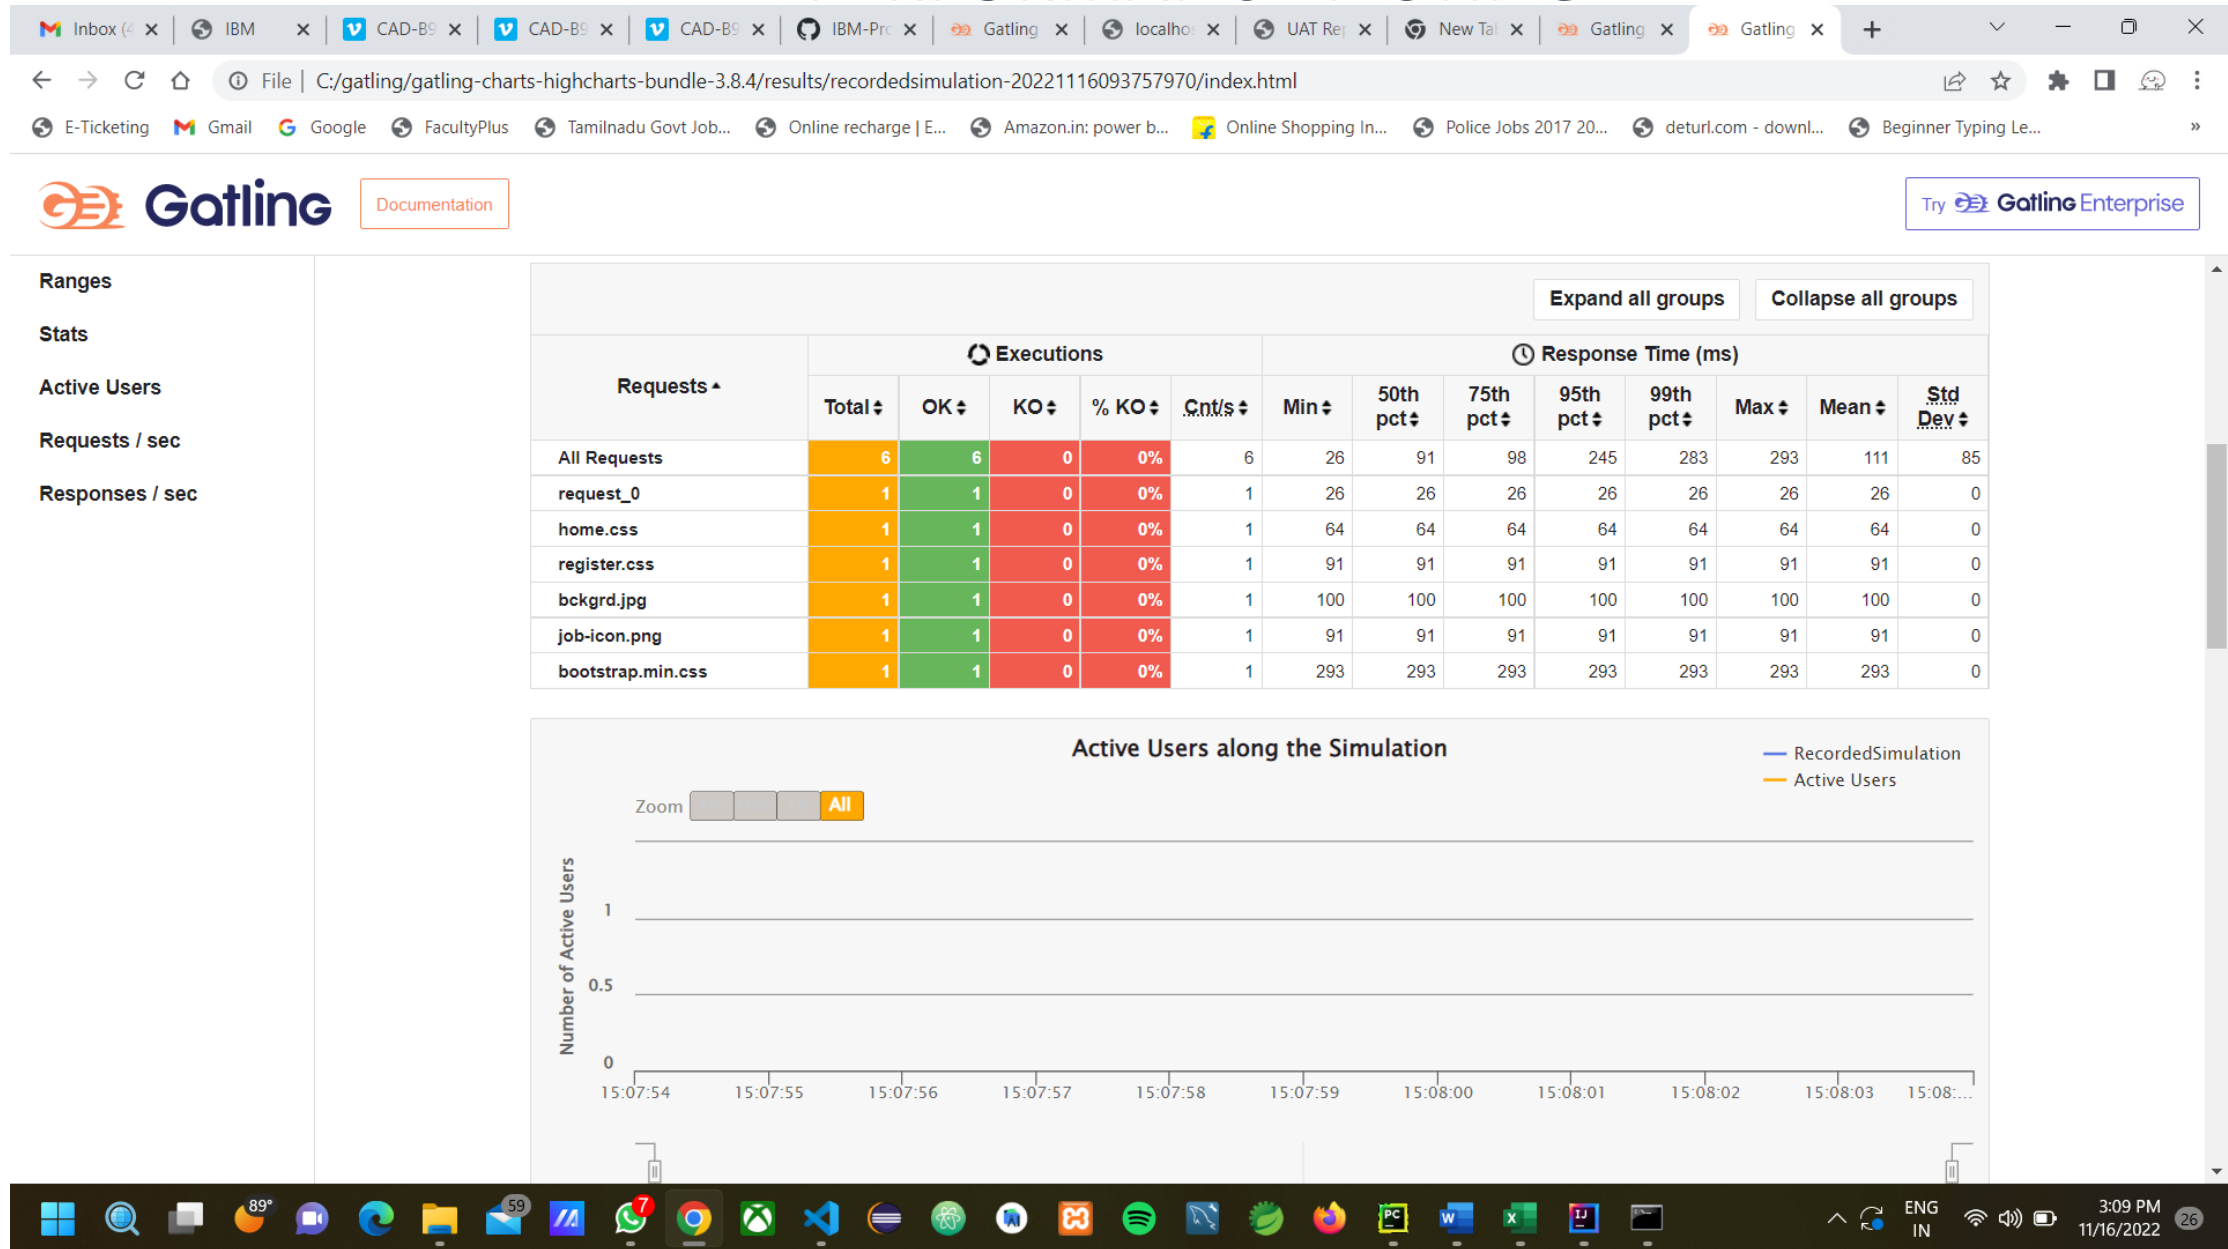 Inbox (4
IBM
CAD-B9
CAD-B9
CAD-B9
IBM-Pro
Gatling
localhos
UAT Rep
New Tab
Gatling
Gatling
File | C:/gatling/gatling-charts-highcharts-bundle-3.8.4/results/recordedsimulation-20221116093757970/index.html
E-Ticketing Gmail Google FacultyPlus Tamilnadu Govt Job... Online recharge | E... Amazon.in: power b... Online Shopping In... Police Jobs 2017 20... deturl.com - downl... Beginner Typing Le... »
Gatling Documentation Try Gatling Enterprise
Ranges
Stats
Active Users
Requests / sec
Responses / sec
Expand all groups Collapse all groups
Executions Response Time (ms)
Requests Total OK KO % KO Cnt/s Min 50th pct 75th pct 95th pct 99th pct Max Mean Std Dev
All Requests 6 6 0 0% 6 26 91 98 245 283 293 111 85
request_0 1 1 0 0% 1 26 26 26 26 26 26 26 0
home.css 1 1 0 0% 1 64 64 64 64 64 64 64 0
register.css 1 1 0 0% 1 91 91 91 91 91 91 91 0
bckgrd.jpg 1 1 0 0% 1 100 100 100 100 100 100 100 0
job-icon.png 1 1 0 0% 1 91 91 91 91 91 91 91 0
bootstrap.min.css 1 1 0 0% 1 293 293 293 293 293 293 293 0
Active Users along the Simulation
RecordedSimulation
Active Users
Zoom All
Number of Active Users
1
0.5
0
15:07:54 15:07:55 15:07:56 15:07:57 15:07:58 15:07:59 15:08:00 15:08:01 15:08:02 15:08:03 15:08:...
89° 59 7 PC W X IJ
ENG
IN
3:09 PM
11/16/2022
26